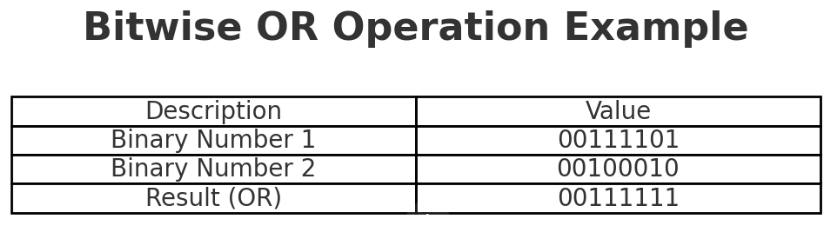 Bitwise OR Operation Example
Description Value
Binary Number 1 00111101
Binary Number 2 00100010
Result (OR) 00111111